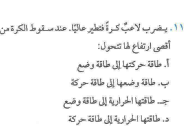 ١١. يضرب لاعبٌ كرةً فتطير عاليًا. عند سقوط الكرة من
أقصى ارتفاع لها تتحول:
أ. طاقة حركتها إلى طاقة وضع
ب. طاقة وضعها إلى طاقة حركة
جـ. طاقتها الحرارية إلى طاقة وضع
د. طاقتها الحرارية إلى طاقة حركة